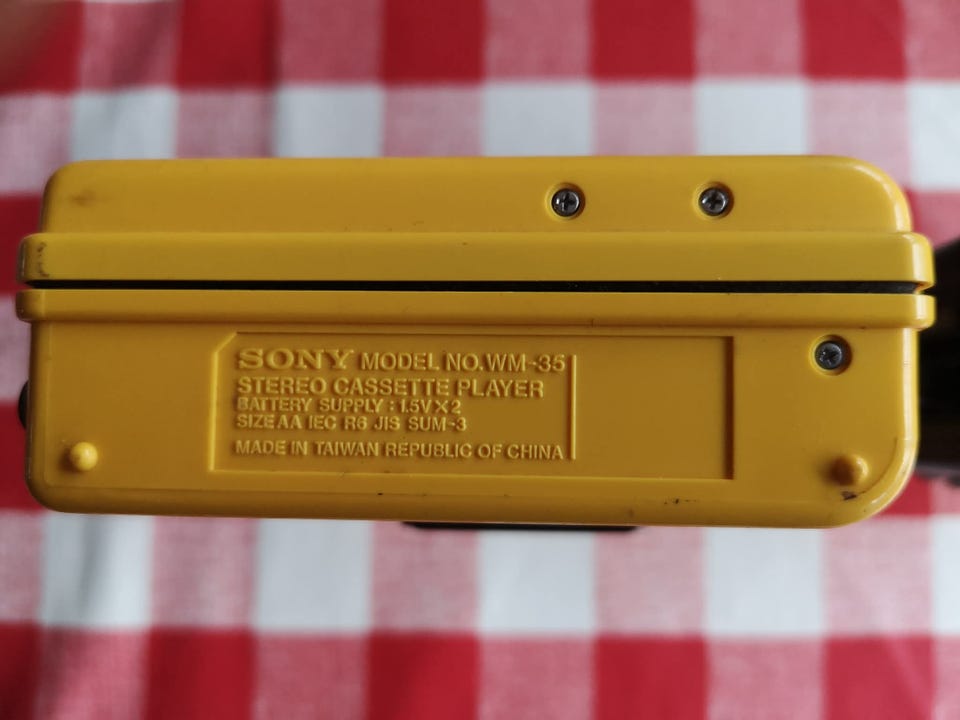 SONY MODEL NO.WM-35
STEREO CASSETTE PLAYER
BATTERY SUPPLY : 1.5V X 2
SIZE AA IEC R6 JIS SUM-3
MADE IN TAIWAN REPUBLIC OF CHINA